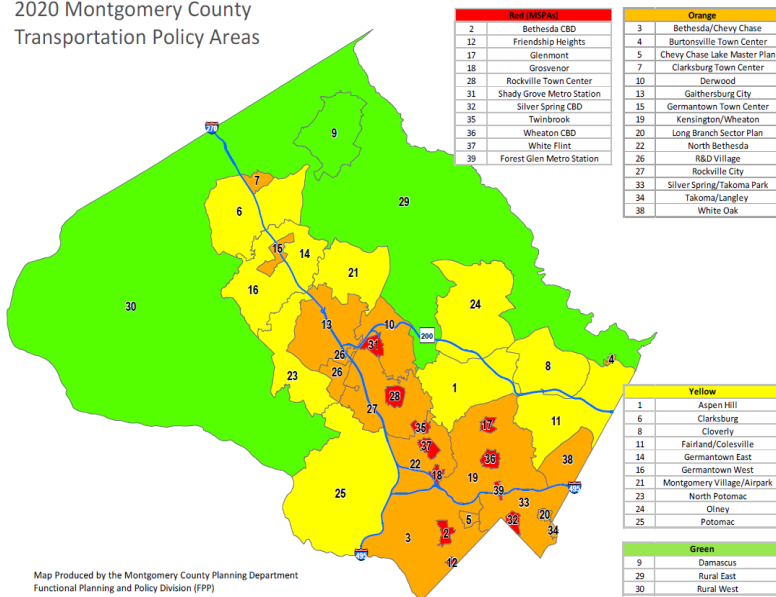 2020 Montgomery County
Transportation Policy Areas
Red (MSPAs)
2 Bethesda CBD
12 Friendship Heights
17 Glenmont
18 Grosvenor
28 Rockville Town Center
31 Shady Grove Metro Station
32 Silver Spring CBD
35 Twinbrook
36 Wheaton CBD
37 White Flint
39 Forest Glen Metro Station
Orange
3 Bethesda/Chevy Chase
4 Burtonsville Town Center
5 Chevy Chase Lake Master Plan
7 Clarksburg Town Center
10 Derwood
13 Gaithersburg City
15 Germantown Town Center
19 Kensington/Wheaton
20 Long Branch Sector Plan
22 North Bethesda
26 R&D Village
27 Rockville City
33 Silver Spring/Takoma Park
34 Takoma/Langley
38 White Oak
270
9
7
6
29
15
14
21
16
30
24
13
10
200
31
26
4
8
26
23
1
28
27
11
17
35
37
36
38
22
18
19
39
495
25
33
20
5
32
34
3
2
495
12
Yellow
1 Aspen Hill
6 Clarksburg
8 Cloverly
11 Fairland/Colesville
14 Germantown East
16 Germantown West
21 Montgomery Village/Airpark
23 North Potomac
24 Olney
25 Potomac
Green
9 Damascus
29 Rural East
30 Rural West
Map Produced by the Montgomery County Planning Department
Functional Planning and Policy Division (FPP)